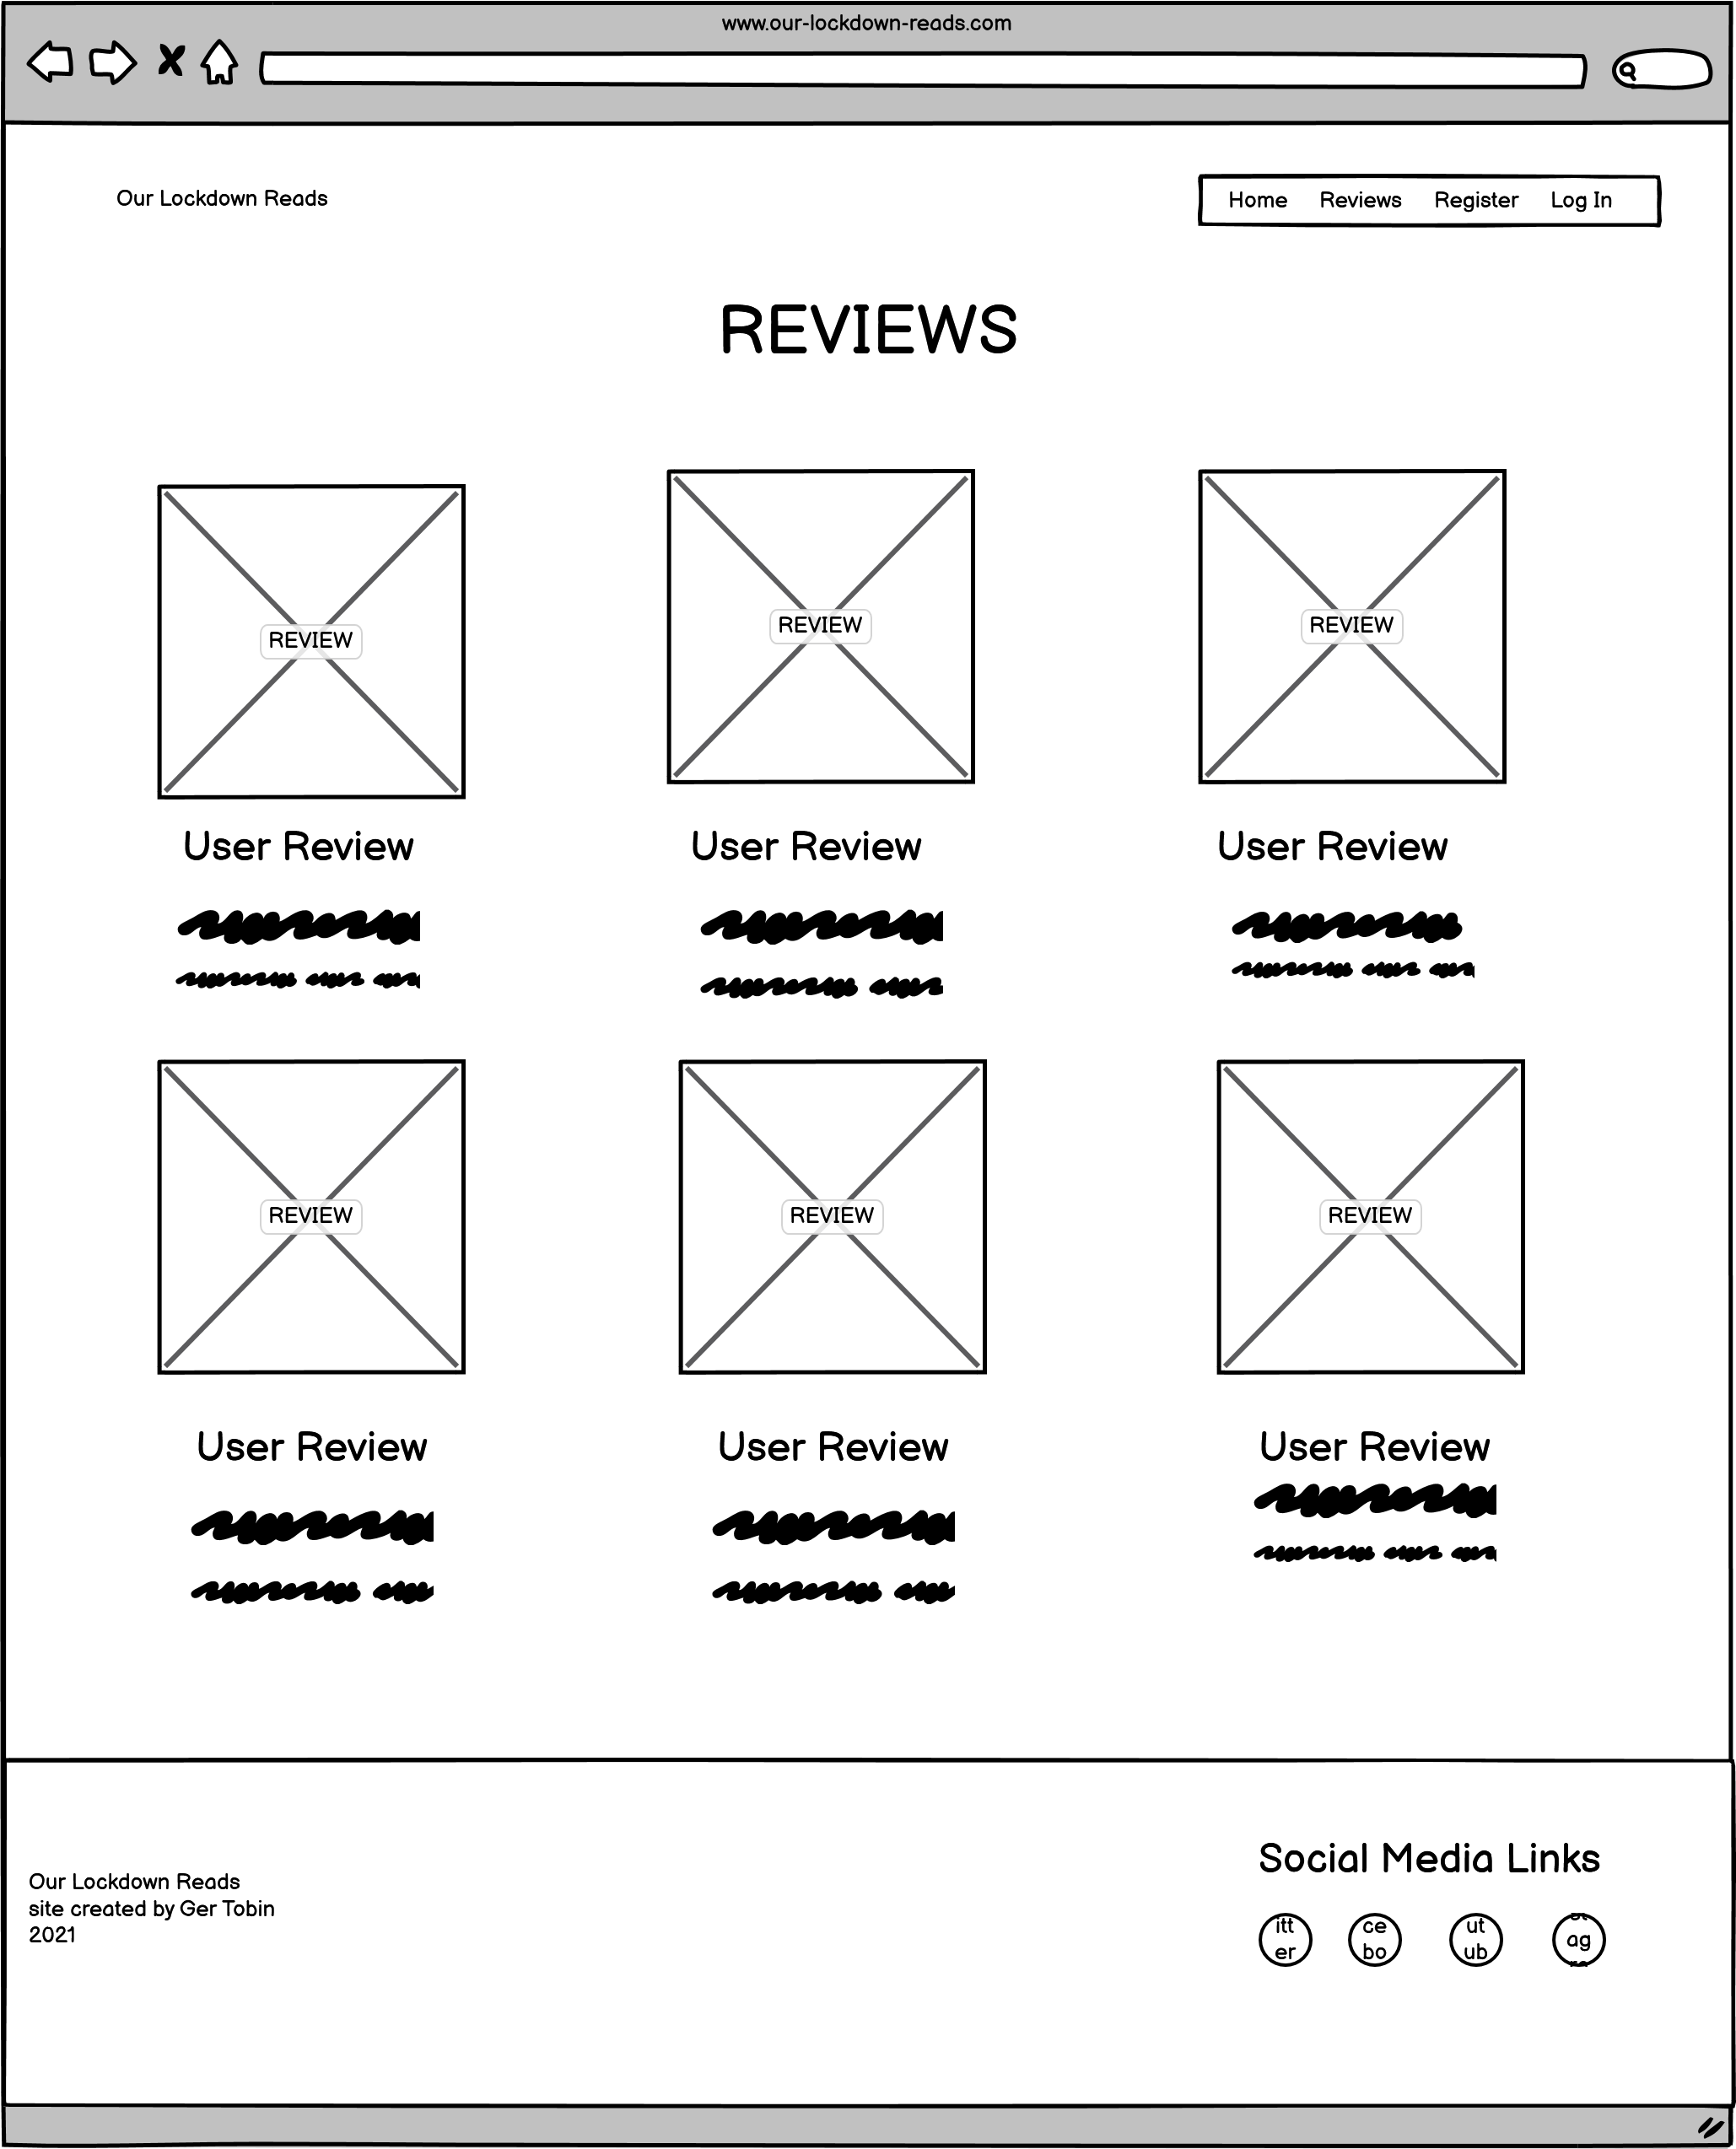 www.our-lockdown-reads.com
Our Lockdown Reads
Home Reviews Register Log In
REVIEWS
REVIEW REVIEW REVIEW
User Review User Review User Review
REVIEW REVIEW REVIEW
User Review User Review User Review
Social Media Links
Our Lockdown Reads
site created by Ger Tobin
2021
itt ce ut ag
er bo ub